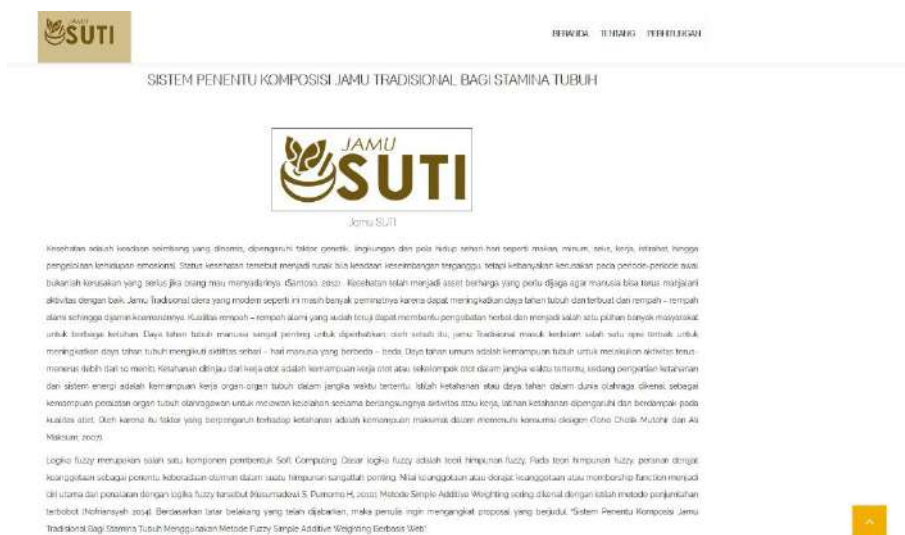 JAMU
SUTI
BERANDA TENTANG PERHITUNGAN
SISTEM PENENTU KOMPOSISI JAMU TRADISIONAL BAGI STAMINA TUBUH
JAMU
SUTI
Jamu SUTI
Kesehatan adalah keadaan seimbang yang dinamis, dipengaruhi faktor genetik, lingkungan dan pola hidup sehari-hari seperti makan, minum, seks, kerja, istirahat, hingga
pengelolaan kehidupan emosional. Status kesehatan tersebut menjadi rusak bila keadaan keseimbangan terganggu, tetapi kebanyakan kerusakan pada periode-periode awal
bukanlah kerusakan yang serius jika orang mau menyadarinya. (Santoso, 2012) . Kesehatan telah menjadi asset berharga yang perlu dijaga agar manusia bisa terus manjalani
aktivitas dengan baik. Jamu Tradisional diera yang modern seperti ini masih banyak peminatnya karena dapat meningkatkan daya tahan tubuh dan terbuat dari rempah – rempah
alami sehingga dijamin keamanannya. Kualitas rempah – rempah alami yang sudah teruji dapat membantu pengobatan herbal dan menjadi salah satu pilihan banyak masyarakat
untuk berbagai keluhan. Daya tahan tubuh manusia sangat penting untuk diperhatikan, oleh sebab itu, jamu Tradisional masuk kedalam salah satu opsi terbaik untuk
meningkatkan daya tahan tubuh mengikuti aktifitas sehari – hari manusia yang berbeda – beda. Daya tahan umum adalah kemampuan tubuh untuk melakukan aktivitas terus-
menerus (lebih dari 10 menit). Ketahanan ditinjau dari kerja otot adalah kemampuan kerja otot atau sekelompok otot dalam jangka waktu tertentu, sedang pengertian ketahanan
dari sistem energi adalah kemampuan kerja organ-organ tubuh dalam jangka waktu tertentu. Istilah ketahanan atau daya tahan dalam dunia olahraga dikenal sebagai
kemampuan peralatan organ tubuh olahragawan untuk melawan kelelahan selama berlangsungnya aktivitas atau kerja, latihan ketahanan dipengaruhi dan berdampak pada
kualitas atlet. Oleh karena itu faktor yang berpengaruh terhadap ketahanan adalah kemampuan maksimal dalam memenuhi konsumsi oksigen (Toho Cholik Mutohir dan Ali
Maksum, 2007).
Logika fuzzy merupakan salah satu komponen pembentuk Soft Computing. Dasar logika fuzzy adalah teori himpunan fuzzy. Pada teori himpunan fuzzy, peranan derajat
keanggotaan sebagai penentu keberadaan elemen dalam suatu himpunan sangatlah penting. Nilai keanggotaan atau derajat keanggotaan atau membership function menjadi
ciri utama dari penalaran dengan logika fuzzy tersebut (Kusumadewi S, Purnomo H, 2010). Metode Simple Additive Weighting sering dikenal dengan istilah metode penjumlahan
terbobot (Nofriansyah 2014). Berdasarkan latar belakang yang telah dijabarkan, maka penulis ingin mengangkat proposal yang berjudul, "Sistem Penentu Komposisi Jamu
Tradisional Bagi Stamina Tubuh Menggunakan Metode Fuzzy Simple Additive Weighting Berbasis Web".